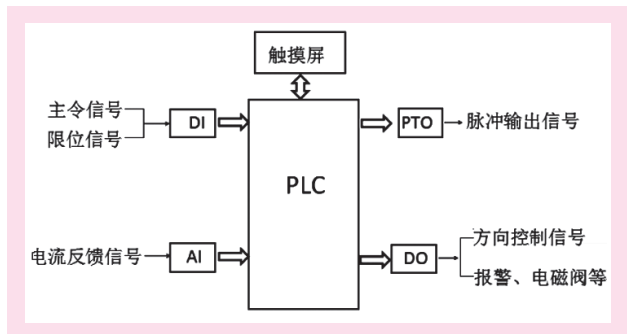 触摸屏
主令信号
限位信号
DI
PTO
脉冲输出信号
PLC
电流反馈信号
AI
DO
方向控制信号
报警、电磁阀等